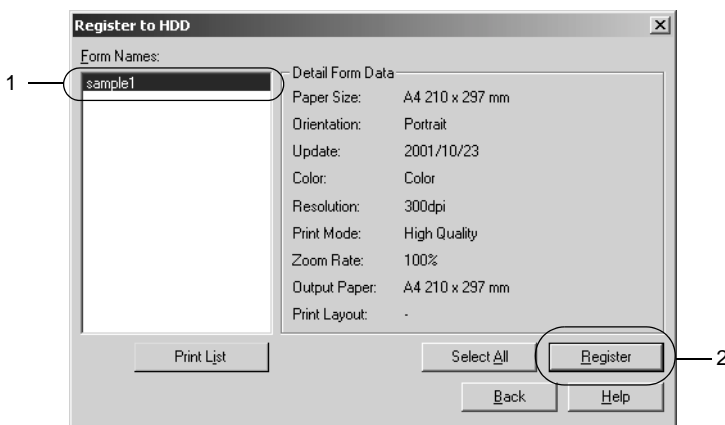 Register to HDD
Form Names:
1
sample1
Detail Form Data
Paper Size: A4 210 x 297 mm
Orientation: Portrait
Update: 2001/10/23
Color: Color
Resolution: 300dpi
Print Mode: High Quality
Zoom Rate: 100%
Output Paper: A4 210 x 297 mm
Print Layout: -
Print List
Select All
Register
2
Back
Help